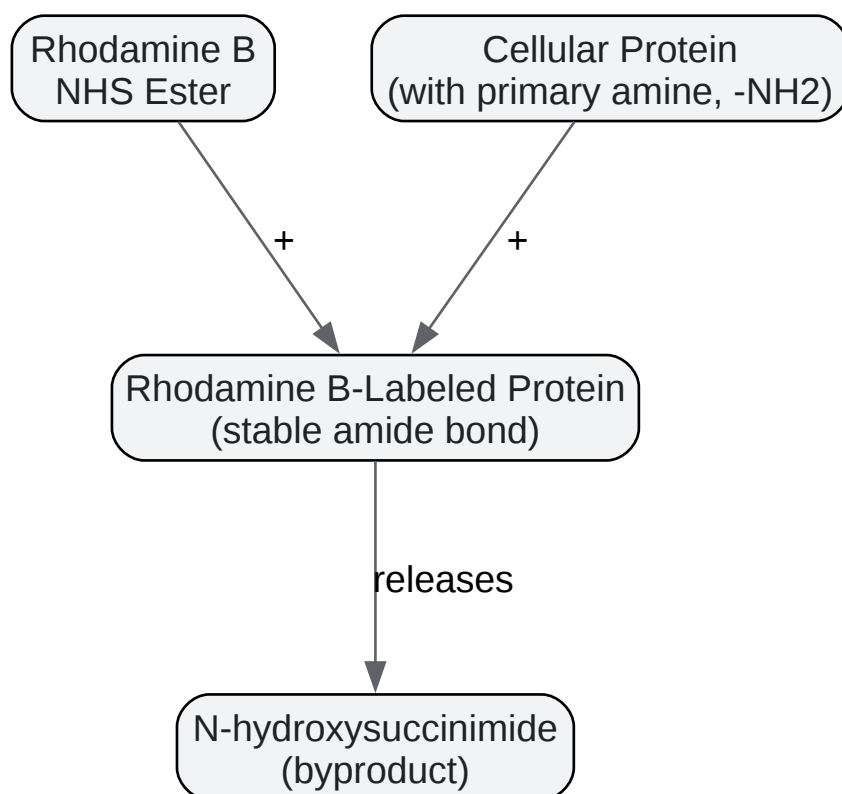 Rhodamine B
NHS Ester
Cellular Protein
(with primary amine, -NH2)
+
+
Rhodamine B-Labeled Protein
(stable amide bond)
releases
N-hydroxysuccinimide
(byproduct)